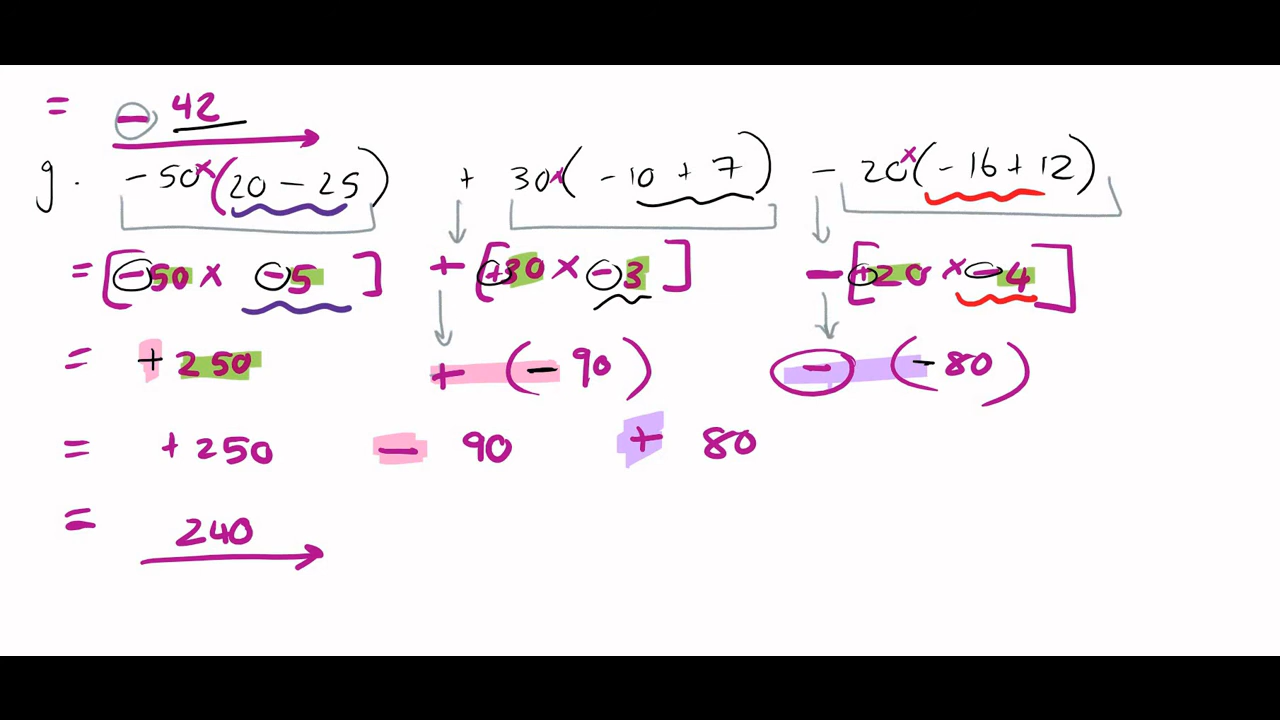 = - 42
g. - 50 × (20 - 25) + 30 × (- 10 + 7) - 20 × (- 16 + 12)
= [- 50 × - 5] + [+30 × - 3] - [+20 × - 4]
= + 250 + (- 90) - (- 80)
= + 250 - 90 + 80
= 240